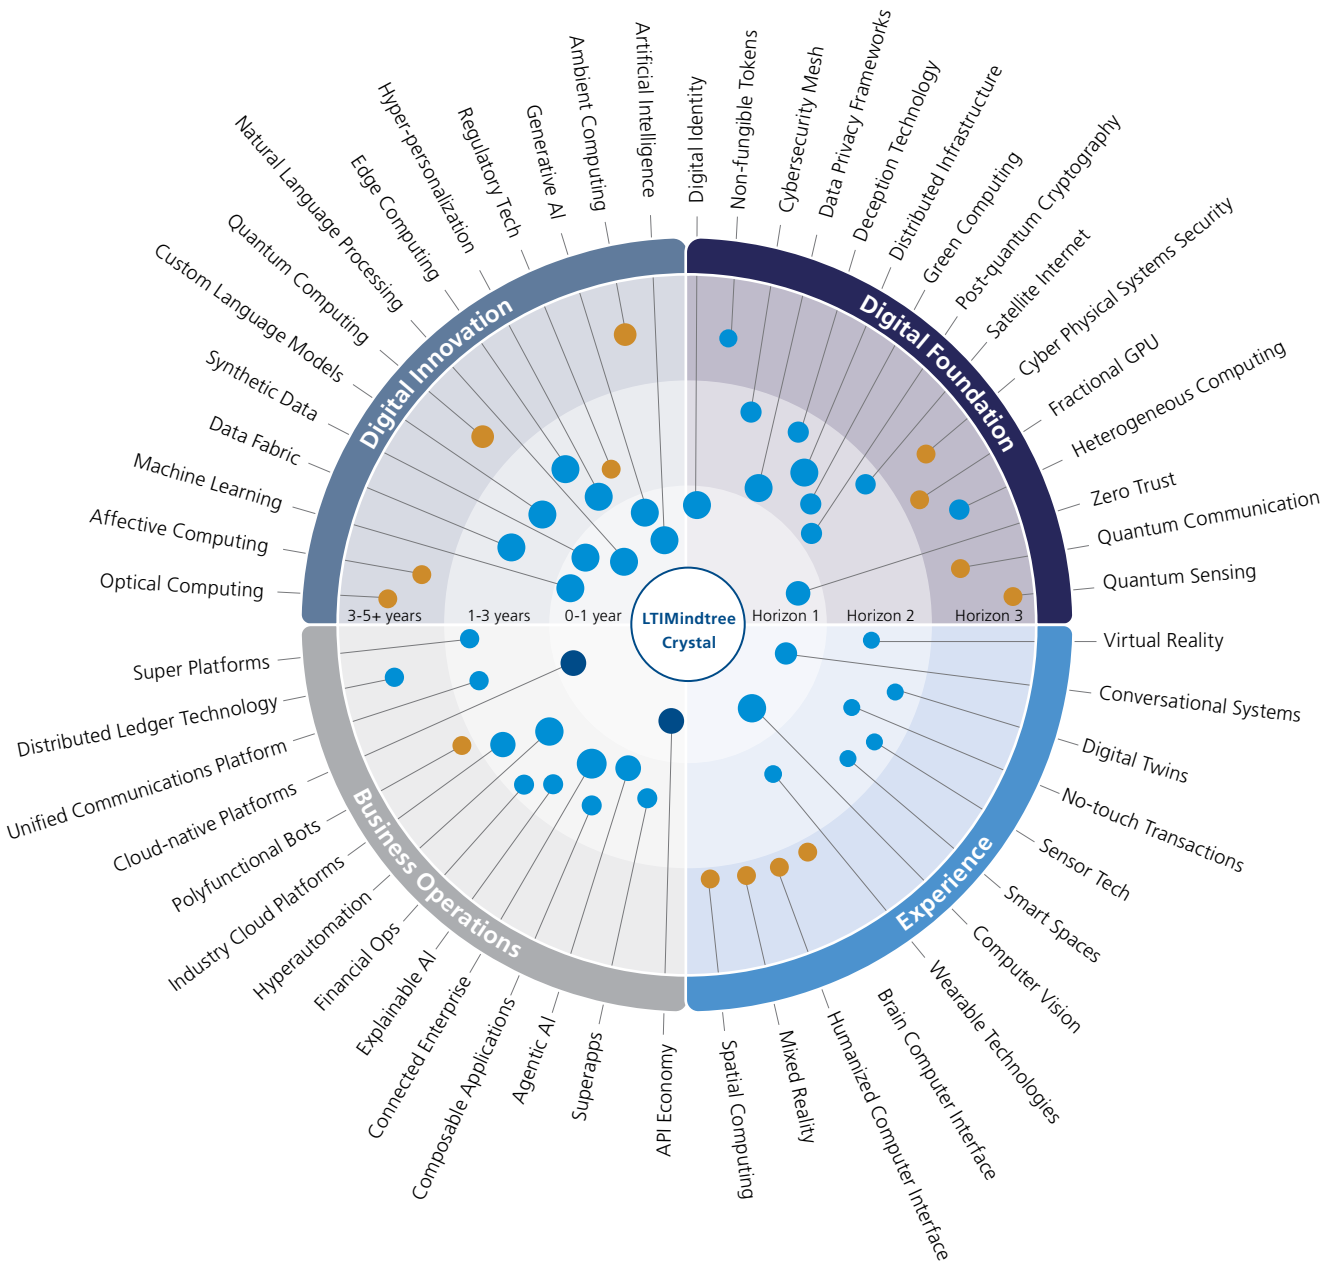 Artificial Intelligence
Ambient Computing
Generative AI
Regulatory Tech
Hyper-personalization
Edge Computing
Natural Language Processing
Quantum Computing
Custom Language Models
Synthetic Data
Data Fabric
Machine Learning
Affective Computing
Optical Computing
Digital Identity
Non-fungible Tokens
Cybersecurity Mesh
Data Privacy Frameworks
Deception Technology
Distributed Infrastructure
Green Computing
Post-quantum Cryptography
Satellite Internet
Cyber Physical Systems Security
Fractional GPU
Heterogeneous Computing
Zero Trust
Quantum Communication
Quantum Sensing
Digital Innovation
Digital Foundation
3-5+ years
1-3 years
0-1 year
LTIMindtree
Crystal
Horizon 1
Horizon 2
Horizon 3
Business Operations
Experience
Super Platforms
Distributed Ledger Technology
Unified Communications Platform
Cloud-native Platforms
Polyfunctional Bots
Industry Cloud Platforms
Hyperautomation
Financial Ops
Explainable AI
Connected Enterprise
Composable Applications
Agentic AI
Superapps
API Economy
Virtual Reality
Conversational Systems
Digital Twins
No-touch Transactions
Sensor Tech
Smart Spaces
Computer Vision
Wearable Technologies
Brain Computer Interface
Humanized Computer Interface
Mixed Reality
Spatial Computing